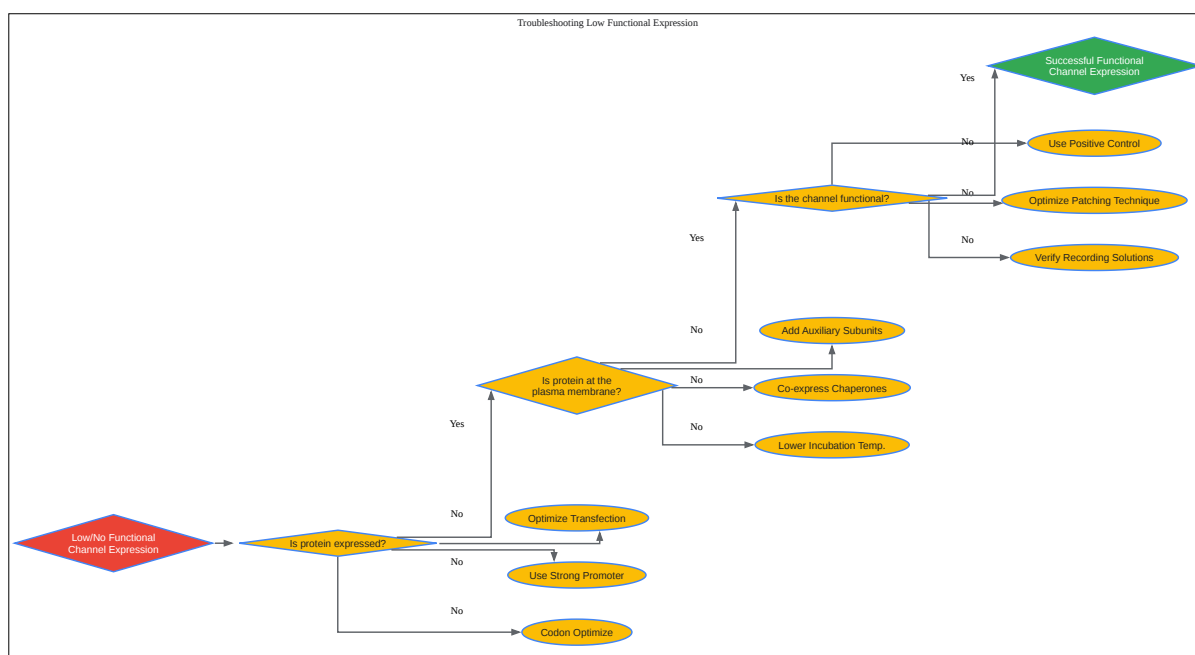 Troubleshooting Low Functional Expression
Successful Functional
Channel Expression
Yes
No
Use Positive Control
Is the channel functional?
No
Optimize Patching Technique
Yes
No
Verify Recording Solutions
No
Add Auxiliary Subunits
Is protein at the
plasma membrane?
No
Co-express Chaperones
Yes
No
Lower Incubation Temp.
No
Optimize Transfection
Low/No Functional
Channel Expression
Is protein expressed?
No
Use Strong Promoter
No
Codon Optimize